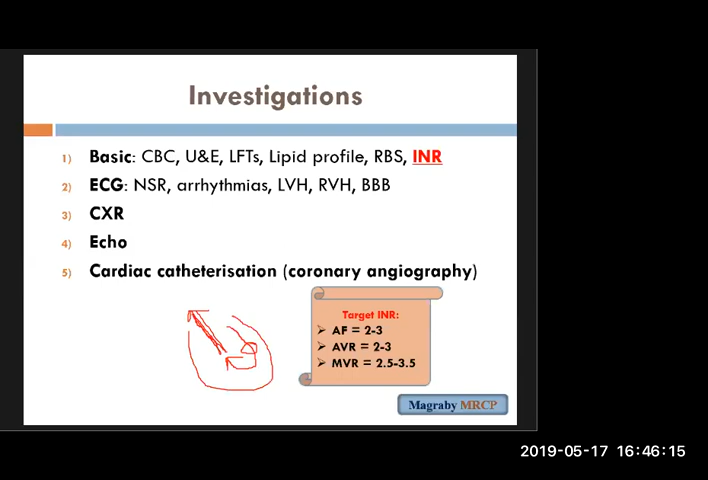 Investigations
1) Basic: CBC, U&E, LFTs, Lipid profile, RBS, INR
2) ECG: NSR, arrhythmias, LVH, RVH, BBB
3) CXR
4) Echo
5) Cardiac catheterisation (coronary angiography)
Target INR:
➢ AF = 2-3
➢ AVR = 2-3
➢ MVR = 2.5-3.5
Magraby MRCP
2019-05-17 16:46:15